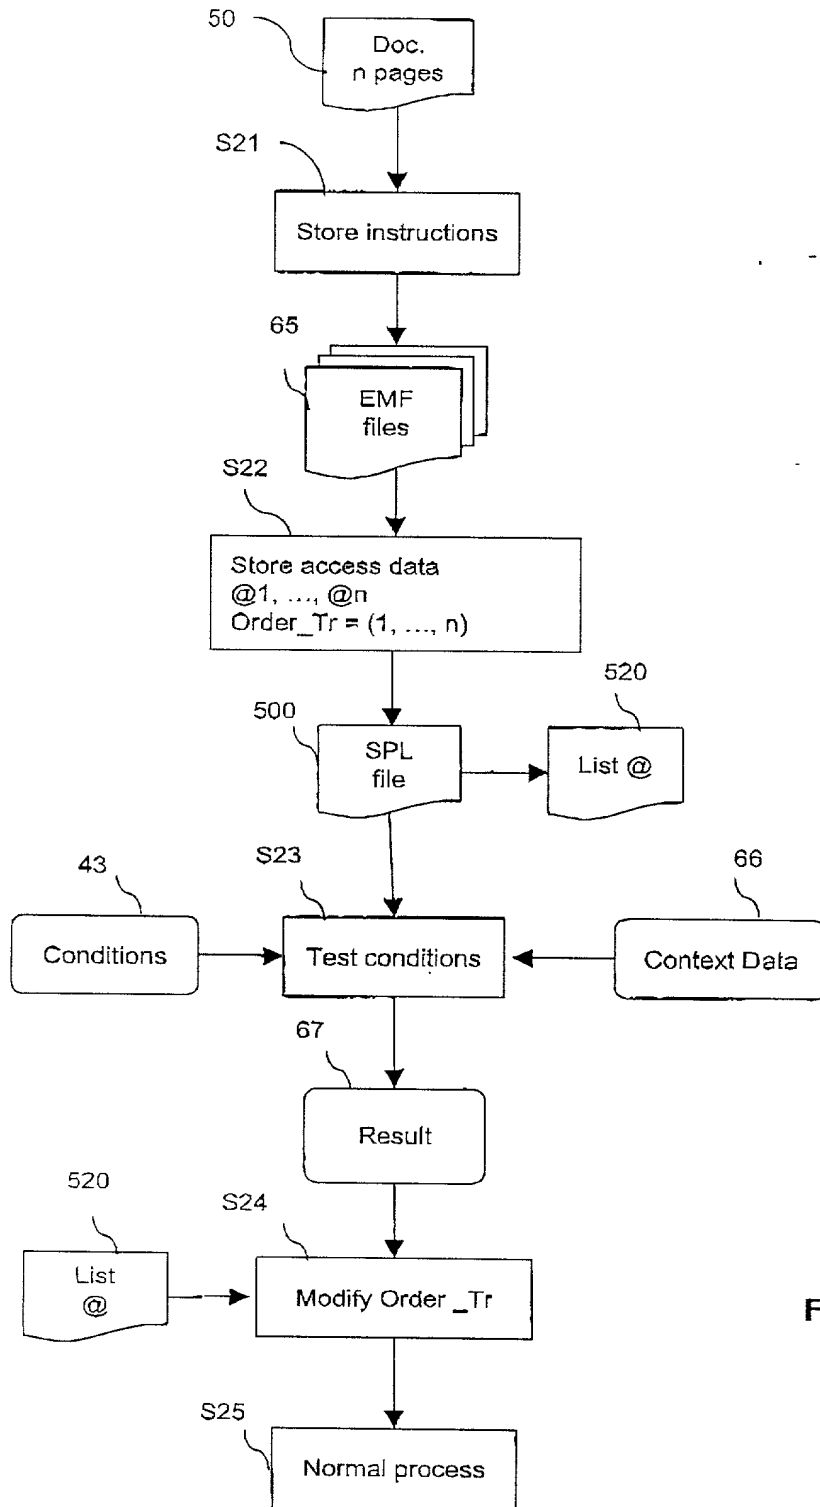 50
Doc.
n pages
S21
Store instructions
65
EMF
files
S22
Store access data
@1, ..., @n
Order_Tr = (1, ..., n)
500
SPL
file
520
List @
43
S23
66
Conditions
Test conditions
Context Data
67
Result
520
S24
List
@
Modify Order _Tr
F
S25
Normal process